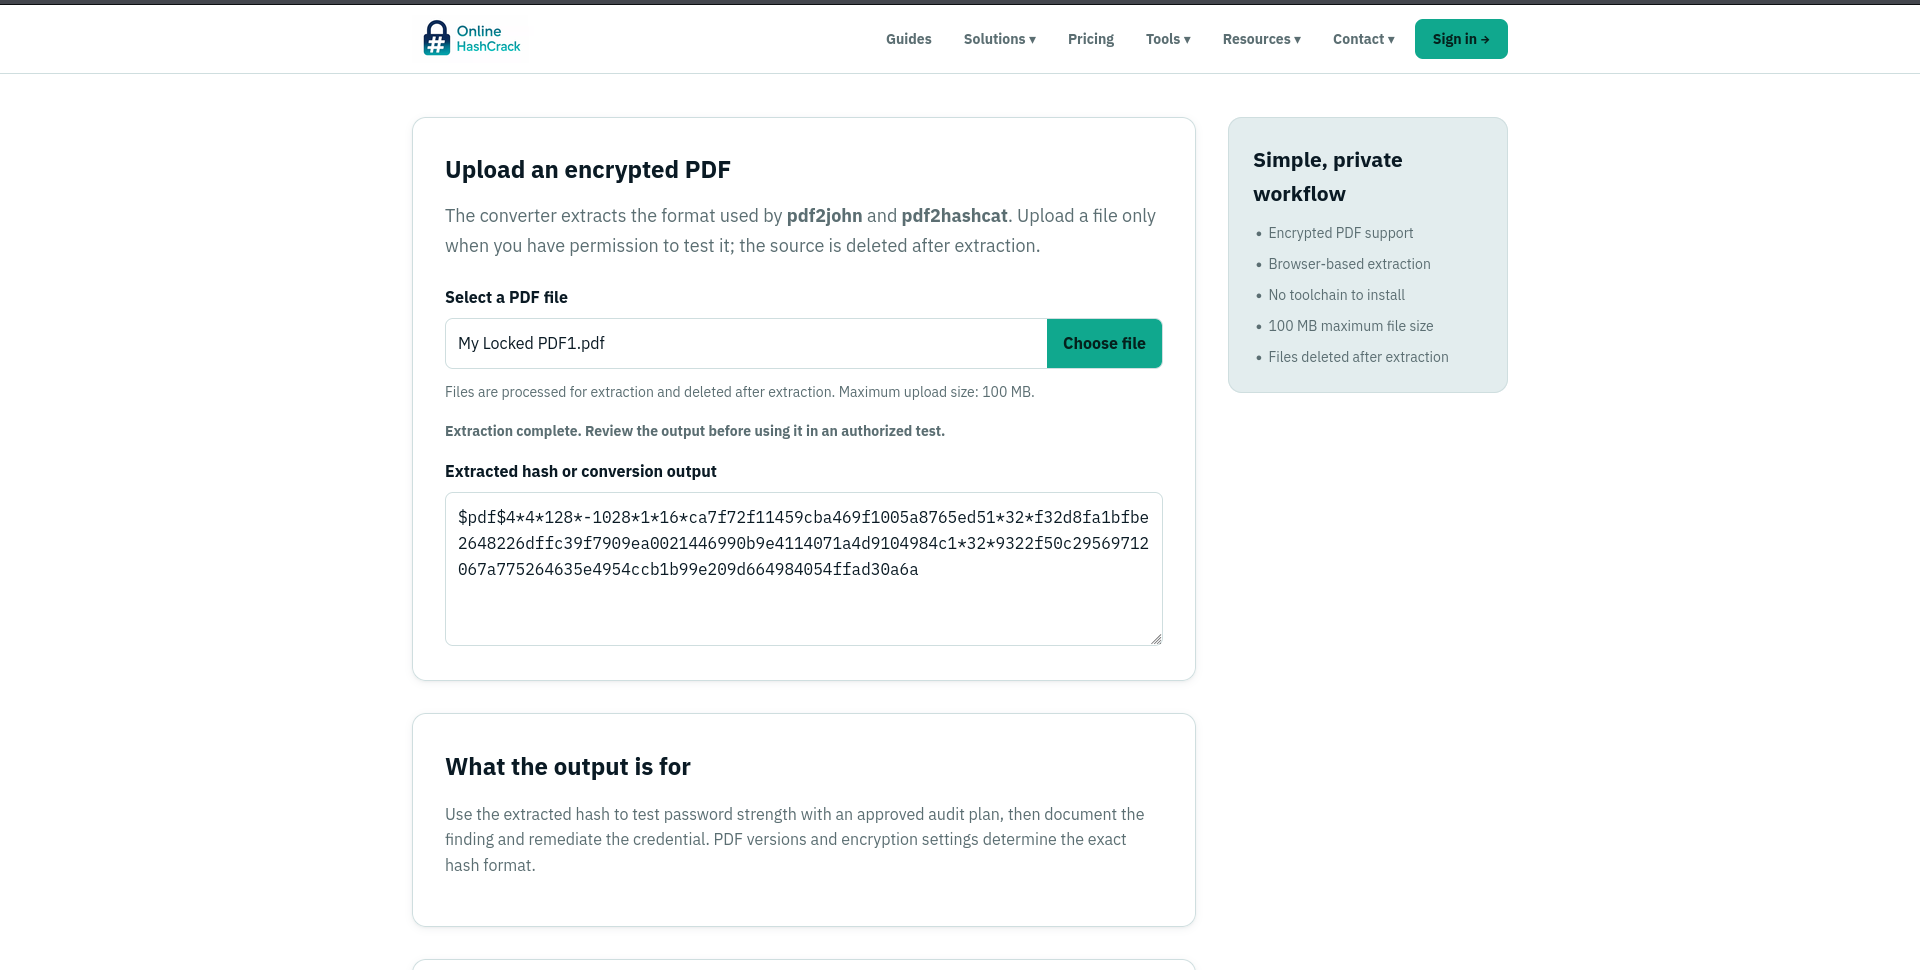 Online
HashCrack
Guides
Solutions ▾
Pricing
Tools ▾
Resources ▾
Contact ▾
Sign in →
Upload an encrypted PDF
The converter extracts the format used by pdf2john and pdf2hashcat. Upload a file only
when you have permission to test it; the source is deleted after extraction.
Select a PDF file
My Locked PDF1.pdf
Choose file
Files are processed for extraction and deleted after extraction. Maximum upload size: 100 MB.
Extraction complete. Review the output before using it in an authorized test.
Extracted hash or conversion output
$pdf$4*4*128*-1028*1*16*ca7f72f11459cba469f1005a8765ed51*32*f32d8fa1bfbe
2648226dffc39f7909ea0021446990b9e4114071a4d9104984c1*32*9322f50c29569712
067a775264635e4954ccb1b99e209d664984054ffad30a6a
What the output is for
Use the extracted hash to test password strength with an approved audit plan, then document the
finding and remediate the credential. PDF versions and encryption settings determine the exact
hash format.
Simple, private
workflow
• Encrypted PDF support
• Browser-based extraction
• No toolchain to install
• 100 MB maximum file size
• Files deleted after extraction